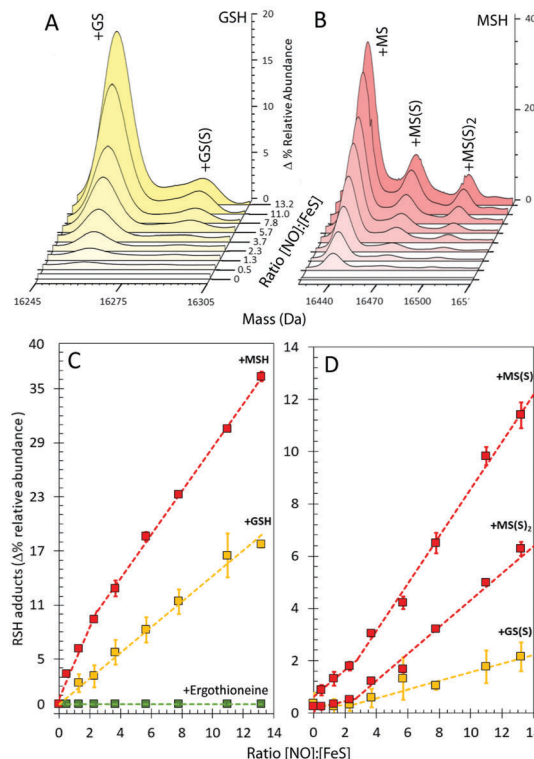 A
GSH
+GS
+GS(S)
20
15
10
5
0
Δ % Relative Abundance
13.2
11.0
7.8
5.7
3.7
2.3
1.3
0.5
0
Ratio [NO]:[FeS]
16245
16275
16305
B
MSH
+MS
+MS(S)
+MS(S)2
40
20
0
16440
16470
16500
165
Mass (Da)
C
+MSH
+GSH
+Ergothioneine
40
36
29
23
17
11
5
0
RSH adducts (Δ% relative abundance)
0 2 4 6 8 10 12 14
D
+MS(S)
+MS(S)₂
+GS(S)
14
12
10
8
6
4
2
0
0 2 4 6 8 10 12 14
Ratio [NO]:[FeS]